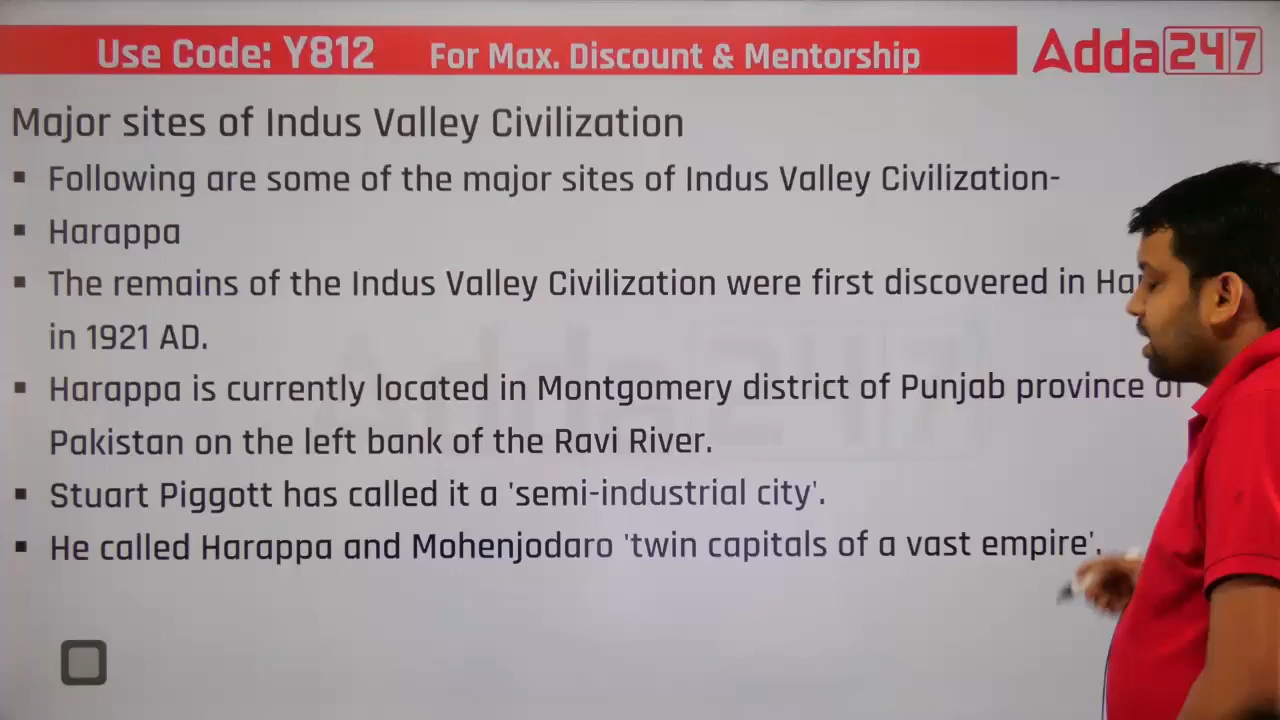 Use Code: Y812 For Max. Discount & Mentorship Adda247
Major sites of Indus Valley Civilization
▪ Following are some of the major sites of Indus Valley Civilization-
▪ Harappa
▪ The remains of the Indus Valley Civilization were first discovered in
in 1921 AD.
▪ Harappa is currently located in Montgomery district of Punjab province of
Pakistan on the left bank of the Ravi River.
▪ Stuart Piggott has called it a 'semi-industrial city'.
▪ He called Harappa and Mohenjodaro 'twin capitals of a vast empire'.